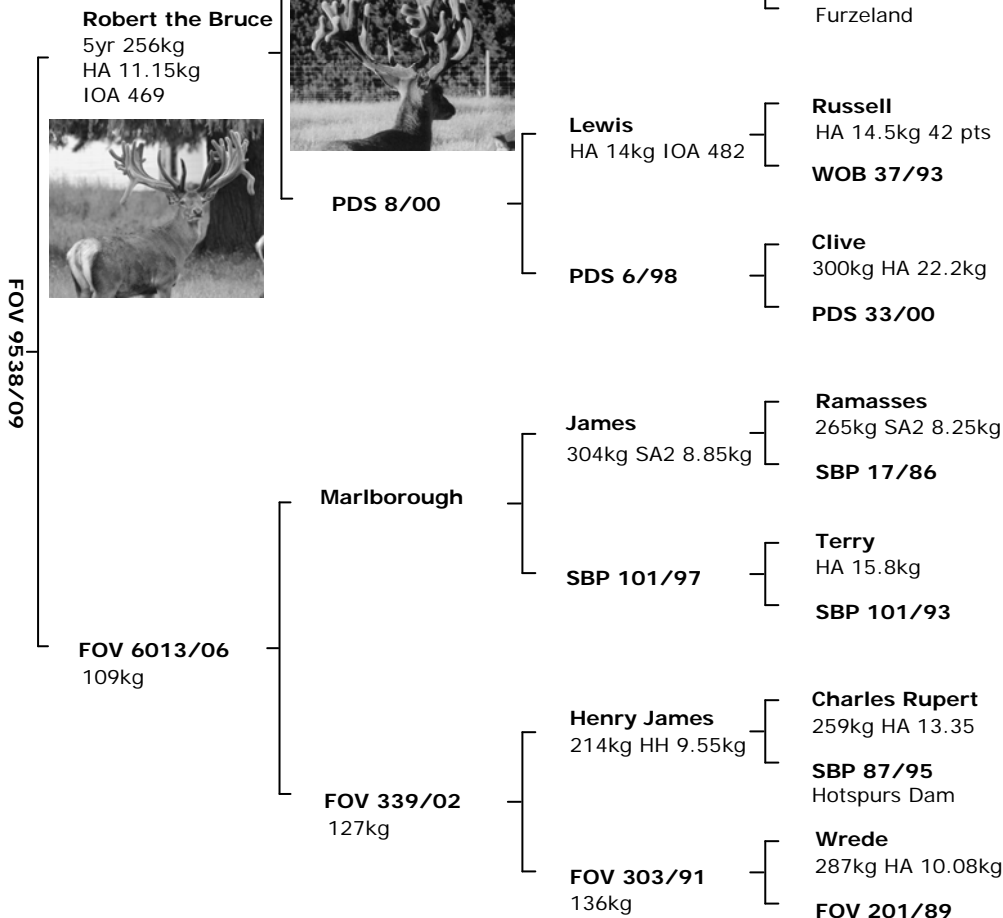 Robert the Bruce
5yr 256kg
HA 11.15kg
IOA 469
Furzeland
PDS 8/00
Lewis
HA 14kg IOA 482
Russell
HA 14.5kg 42 pts
WOB 37/93
PDS 6/98
Clive
300kg HA 22.2kg
PDS 33/00
FOV 9538/09
Marlborough
James
304kg SA2 8.85kg
Ramasses
265kg SA2 8.25kg
SBP 17/86
SBP 101/97
Terry
HA 15.8kg
SBP 101/93
FOV 6013/06
109kg
FOV 339/02
127kg
Henry James
214kg HH 9.55kg
Charles Rupert
259kg HA 13.35
SBP 87/95
Hotspurs Dam
FOV 303/91
136kg
Wrede
287kg HA 10.08kg
FOV 201/89